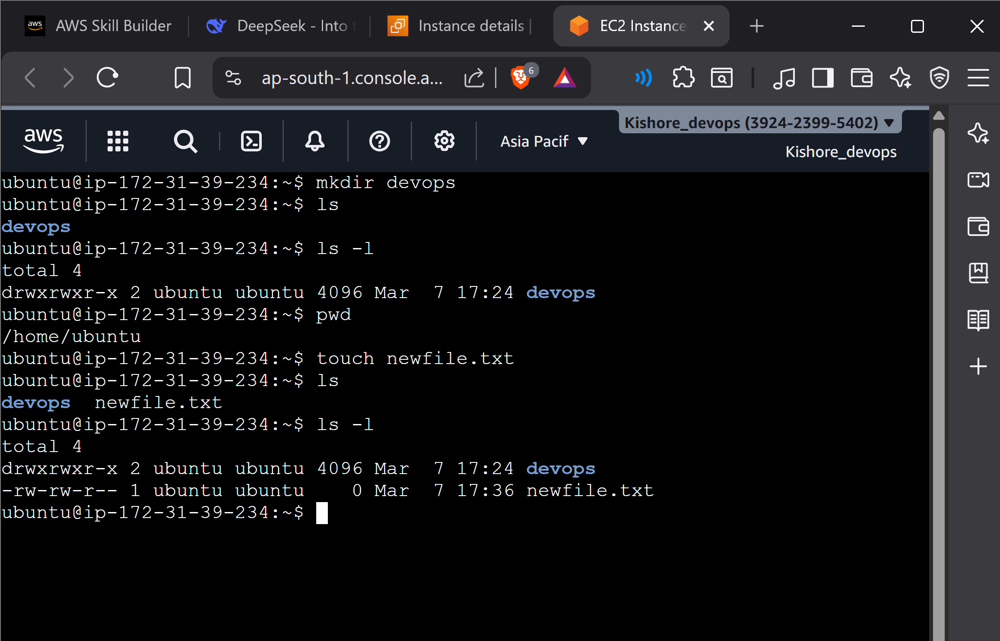 aws AWS Skill Builder
DeepSeek - Into
Instance details |
EC2 Instance
ap-south-1.console.a...
6
aws
Asia Pacif
Kishore_devops (3924-2399-5402)
Kishore_devops
ubuntu@ip-172-31-39-234:~$ mkdir devops
ubuntu@ip-172-31-39-234:~$ ls
devops
ubuntu@ip-172-31-39-234:~$ ls -l
total 4
drwxrwxr-x 2 ubuntu ubuntu 4096 Mar  7 17:24 devops
ubuntu@ip-172-31-39-234:~$ pwd
/home/ubuntu
ubuntu@ip-172-31-39-234:~$ touch newfile.txt
ubuntu@ip-172-31-39-234:~$ ls
devops  newfile.txt
ubuntu@ip-172-31-39-234:~$ ls -l
total 4
drwxrwxr-x 2 ubuntu ubuntu 4096 Mar  7 17:24 devops
-rw-rw-r-- 1 ubuntu ubuntu    0 Mar  7 17:36 newfile.txt
ubuntu@ip-172-31-39-234:~$